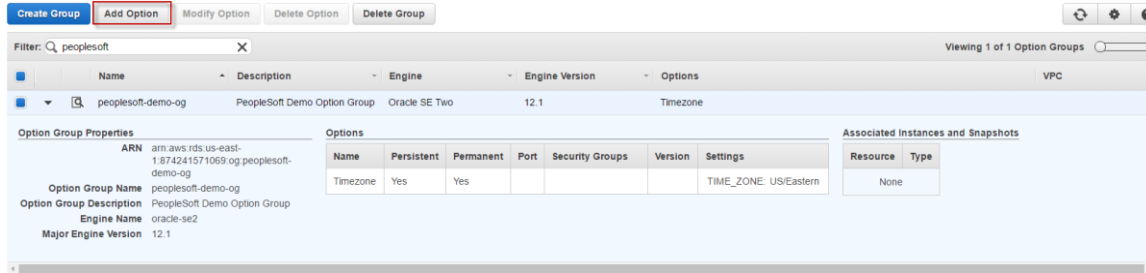 Create Group Add Option Modify Option Delete Option Delete Group
Filter: peoplesoft Viewing 1 of 1 Option Groups
Name Description Engine Engine Version Options VPC
peoplesoft-demo-og PeopleSoft Demo Option Group Oracle SE Two 12.1 Timezone
Option Group Properties Options Associated Instances and Snapshots
ARN arn:aws:rds:us-east-
1:874241571069:og:peoplesoft-
demo-og
Name Persistent Permanent Port Security Groups Version Settings Resource Type
Timezone Yes Yes TIME_ZONE: US/Eastern None
Option Group Name peoplesoft-demo-og
Option Group Description PeopleSoft Demo Option Group
Engine Name oracle-se2
Major Engine Version 12.1